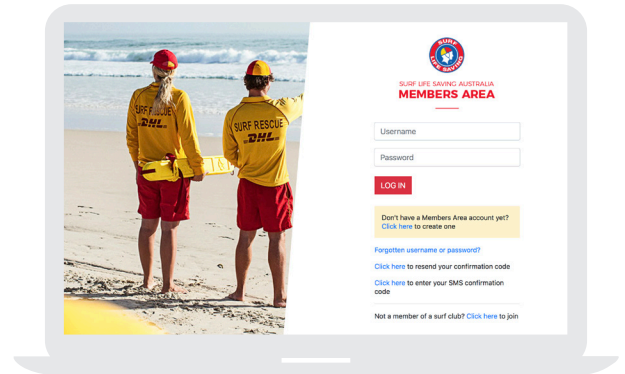 SURF RESCUE
DHL
SURF RESCUE
DHL
SURF
LIFE SAVING
SURF LIFE SAVING AUSTRALIA
MEMBERS AREA
Username
Password
LOG IN
Don't have a Members Area account yet?
Click here to create one
Forgotten username or password?
Click here to resend your confirmation code
Click here to enter your SMS confirmation
code
Not a member of a surf club? Click here to join